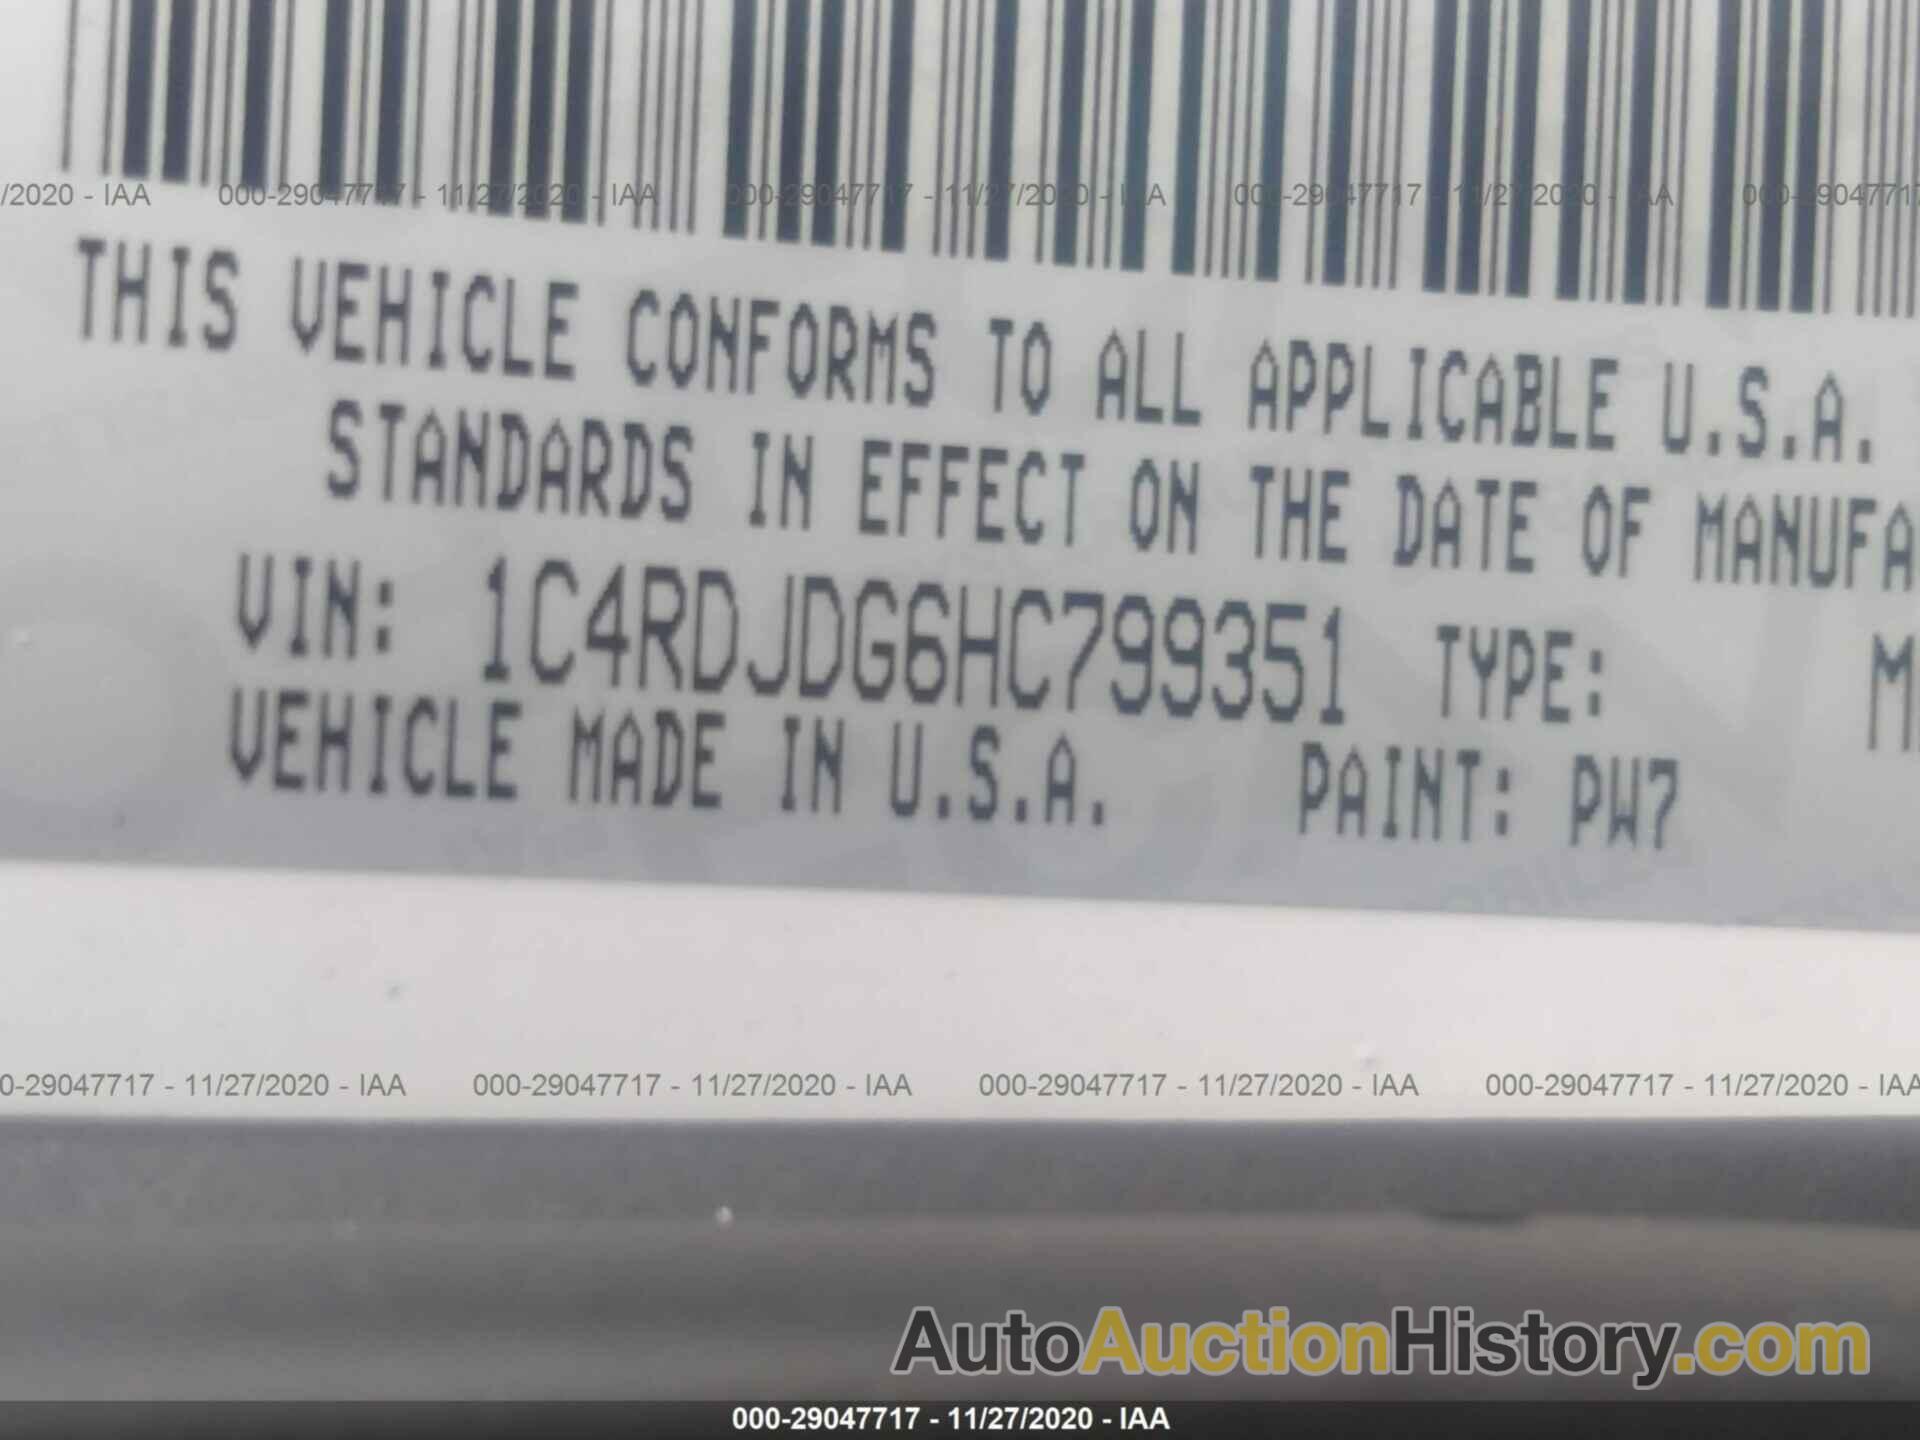 /2020 - IAA 000-29047717 - 11/27/2020 - IAA 000-29047717 - 11/27/2020 - IAA 000-29047717 - 11/27/2020 - IAA 000-29047717
THIS VEHICLE CONFORMS TO ALL APPLICABLE U.S.A.
STANDARDS IN EFFECT ON THE DATE OF MANUFA
VIN: 1C4RDJDG6HC799351 TYPE: M
VEHICLE MADE IN U.S.A. PAINT: PW7
0-29047717 - 11/27/2020 - IAA 000-29047717 - 11/27/2020 - IAA 000-29047717 - 11/27/2020 - IAA 000-29047717 - 11/27/2020 - IAA
AutoAuctionHistory.com
000-29047717 - 11/27/2020 - IAA